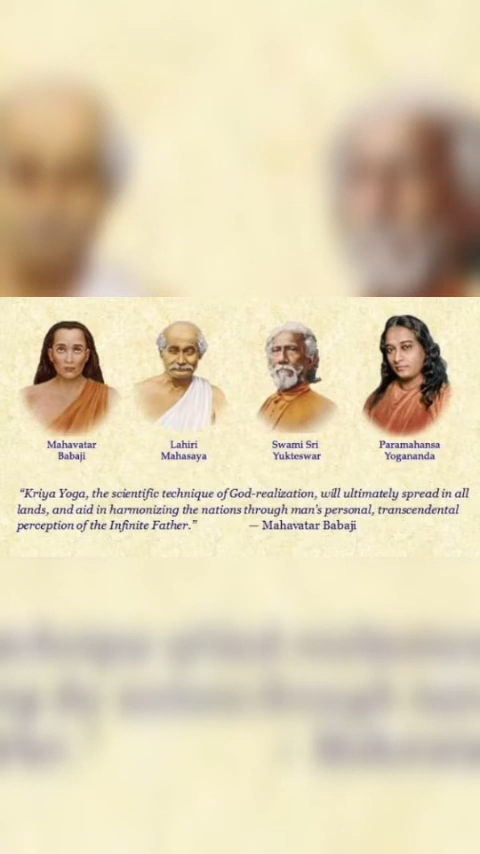 Mahavatar
Babaji
Lahiri
Mahasaya
Swami Sri
Yukteswar
Paramahansa
Yogananda
“Kriya Yoga, the scientific technique of God-realization, will ultimately spread in all
lands, and aid in harmonizing the nations through man's personal, transcendental
perception of the Infinite Father.” — Mahavatar Babaji